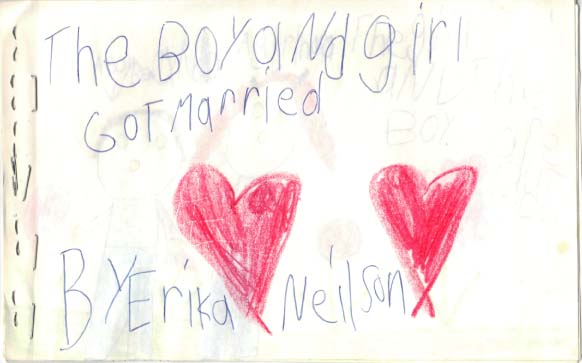 The BOY aNd girl
GoT Married
BY Erika Neilson